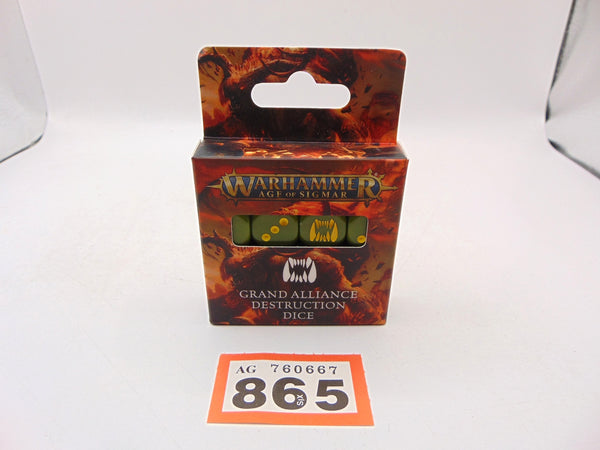 WARHAMMER
AGE OF SIGMAR
GRAND ALLIANCE
DESTRUCTION
DICE
AG 760667
865
SIX